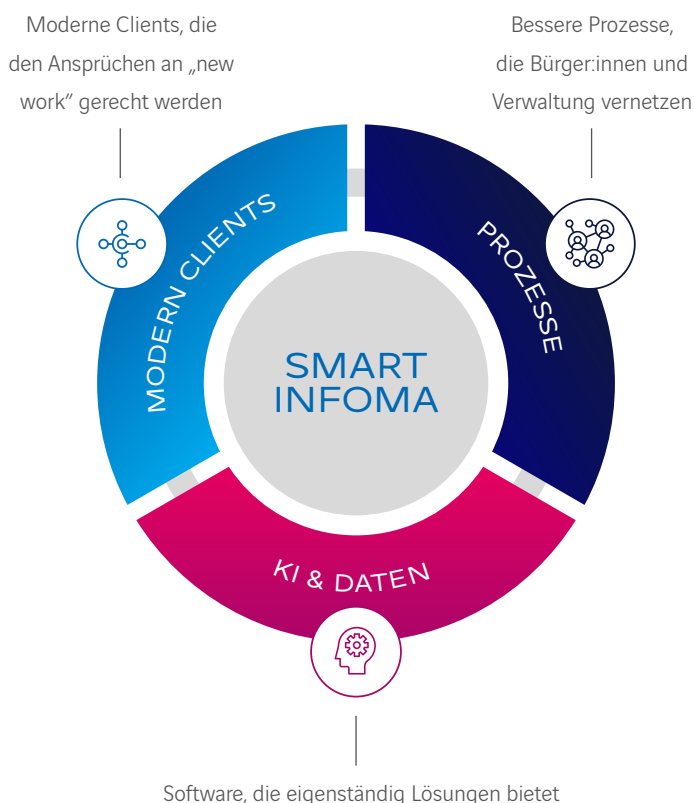 Moderne Clients, die
den Ansprüchen an „new
work“ gerecht werden
Bessere Prozesse,
die Bürger:innen und
Verwaltung vernetzen
MODERN CLIENTS
PROZESSE
SMART
INFOMA
KI & DATEN
Software, die eigenständig Lösungen bietet